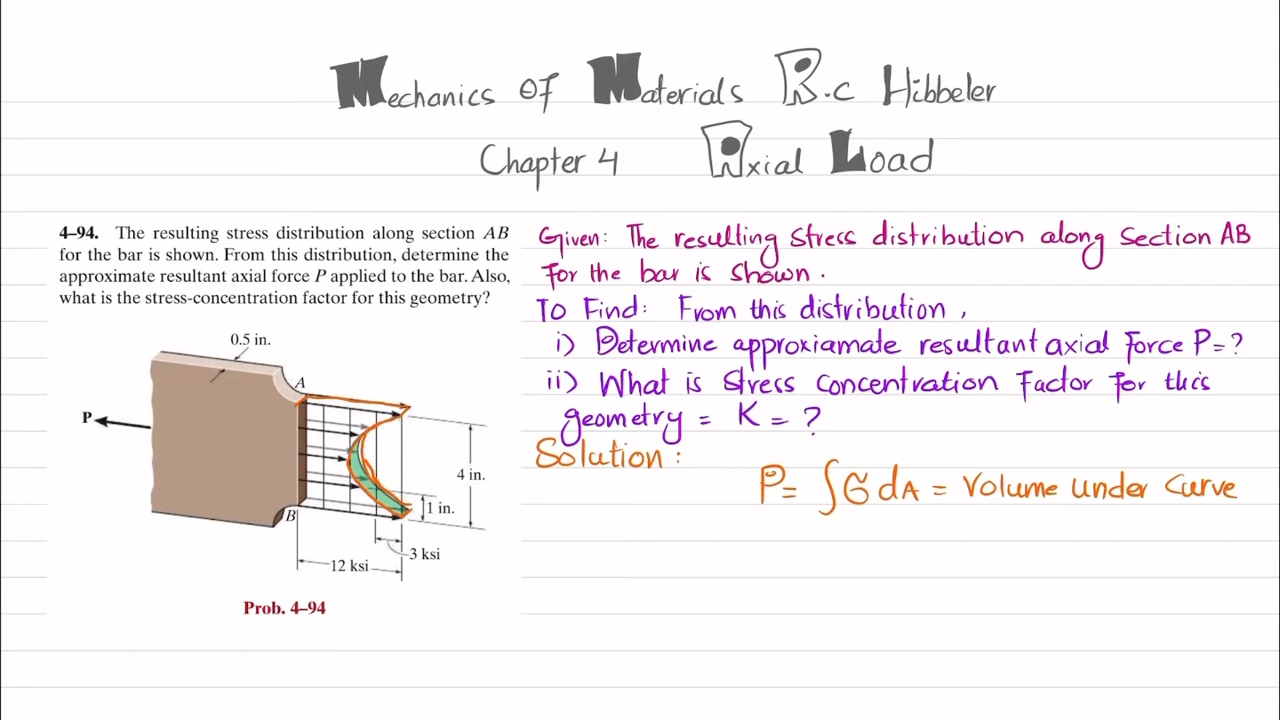 Mechanics of Materials R.c Hibbeler
Chapter 4 Axial Load
4–94. The resulting stress distribution along section AB
for the bar is shown. From this distribution, determine the
approximate resultant axial force P applied to the bar. Also,
what is the stress-concentration factor for this geometry?
0.5 in.
A
P
4 in.
B
1 in.
3 ksi
12 ksi
Prob. 4–94
Given: The resulting stress distribution along section AB
for the bar is shown.
To Find: From this distribution,
i) Determine approxiamate resultant axial force P=?
ii) What is stress concentration factor for this
geometry = K = ?
Solution:
P= ∫σdA = Volume under curve